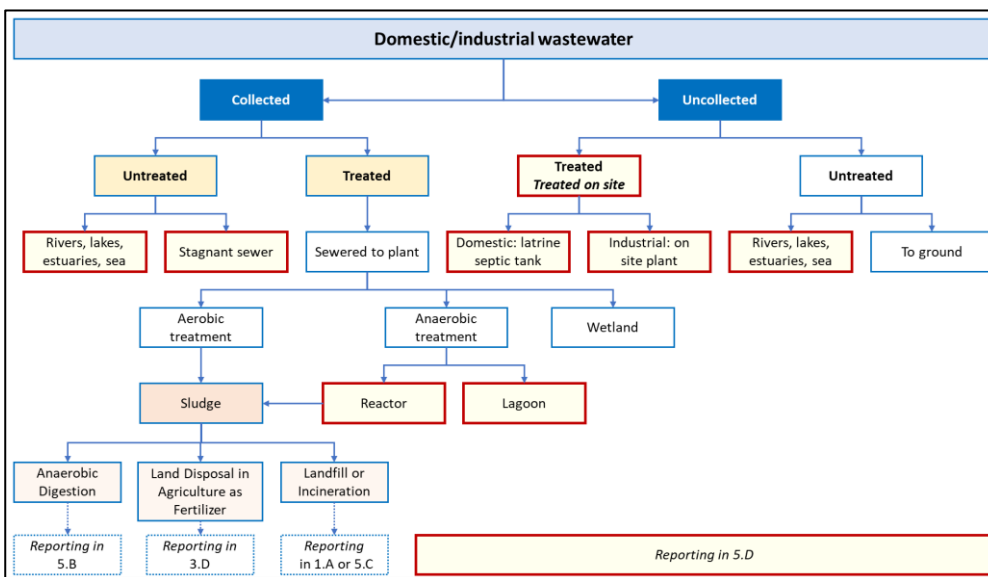 Domestic/industrial wastewater
Collected
Uncollected
Untreated
Treated
Treated
Treated on site
Untreated
Rivers, lakes,
estuaries, sea
Stagnant sewer
Sewered to plant
Domestic: latrine
septic tank
Industrial: on
site plant
Rivers, lakes,
estuaries, sea
To ground
Aerobic
treatment
Anaerobic
treatment
Wetland
Sludge
Reactor
Lagoon
Anaerobic
Digestion
Land Disposal in
Agriculture as
Fertilizer
Landfill or
Incineration
Reporting in
5.B
Reporting in
3.D
Reporting
in 1.A or 5.C
Reporting in 5.D